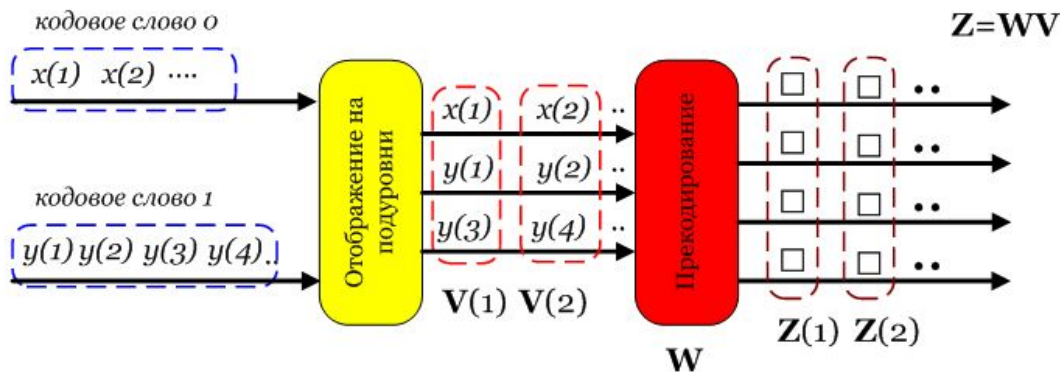 кодовое слово 0
x(1) x(2) ....
кодовое слово 1
y(1) y(2) y(3) y(4)..
Отображение на
подуровни
x(1) x(2) ..
y(1) y(2) ..
y(3) y(4) ..
V(1) V(2)
Прекодирование
W
Z=WV
□ □ ..
□ □ ..
□ □ ..
□ □ ..
Z(1) Z(2)